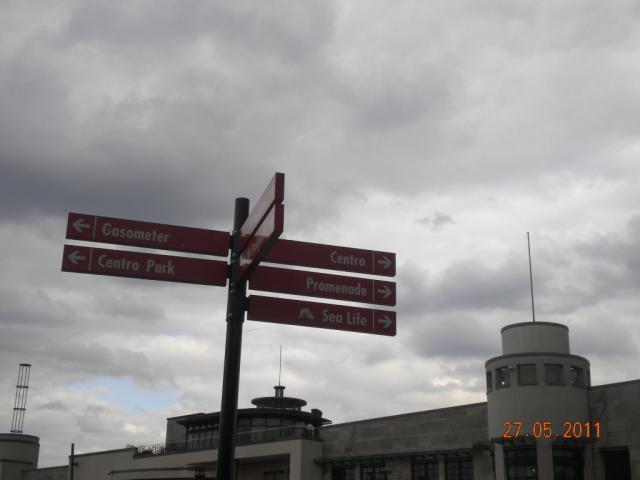 Gasometer
Centro Park
Centro
Promenade
Sea Life
27.05.2011